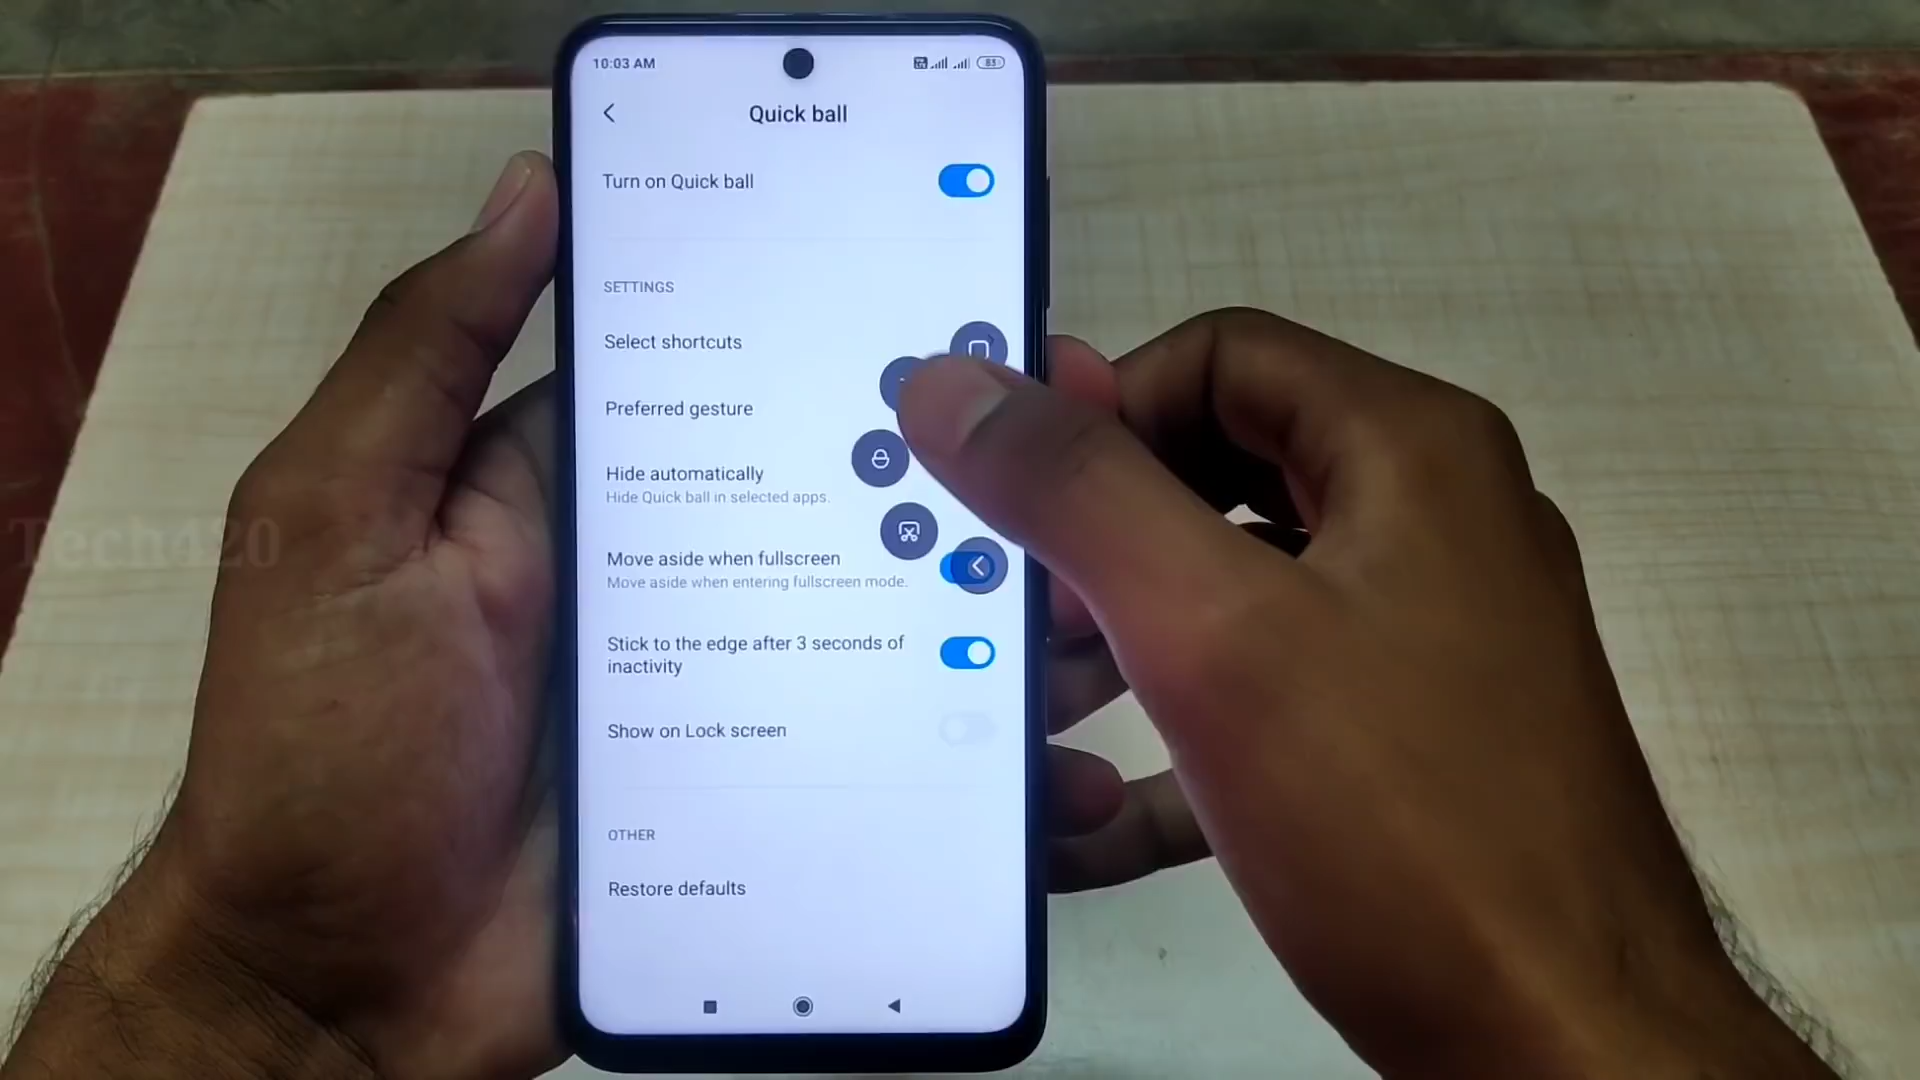 10:03 AM
83
Quick ball
Turn on Quick ball
SETTINGS
Select shortcuts
Preferred gesture
Hide automatically
Hide Quick ball in selected apps.
Tech420
Move aside when fullscreen
Move aside when entering fullscreen mode.
Stick to the edge after 3 seconds of
inactivity
Show on Lock screen
OTHER
Restore defaults